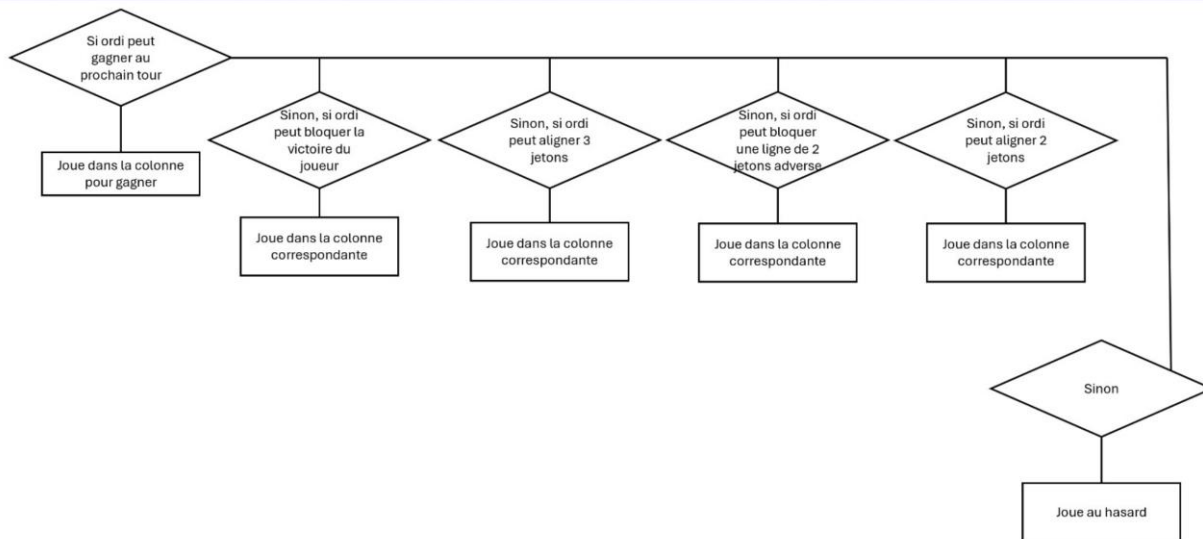 Si ordi peut
gagner au
prochain tour
Joue dans la colonne
pour gagner
Sinon, si ordi
peut bloquer la
victoire du
joueur
Joue dans la colonne
correspondante
Sinon, si ordi
peut aligner 3
jetons
Joue dans la colonne
correspondante
Sinon, si ordi
peut bloquer
une ligne de 2
jetons adverse
Joue dans la colonne
correspondante
Sinon, si ordi
peut aligner 2
jetons
Joue dans la colonne
correspondante
Sinon
Joue au hasard